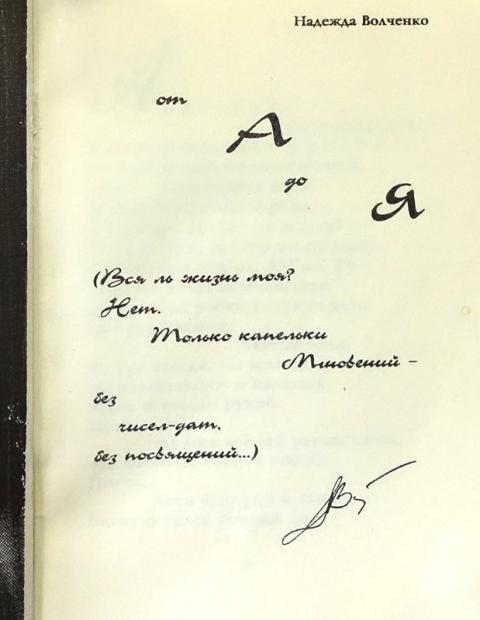 Надежда Волченко
от
А
до
Я
(Вся ль жизнь моя?
Нет.
Только капельки
Мгновений –
без
чисел-дат,
без посвящений...)